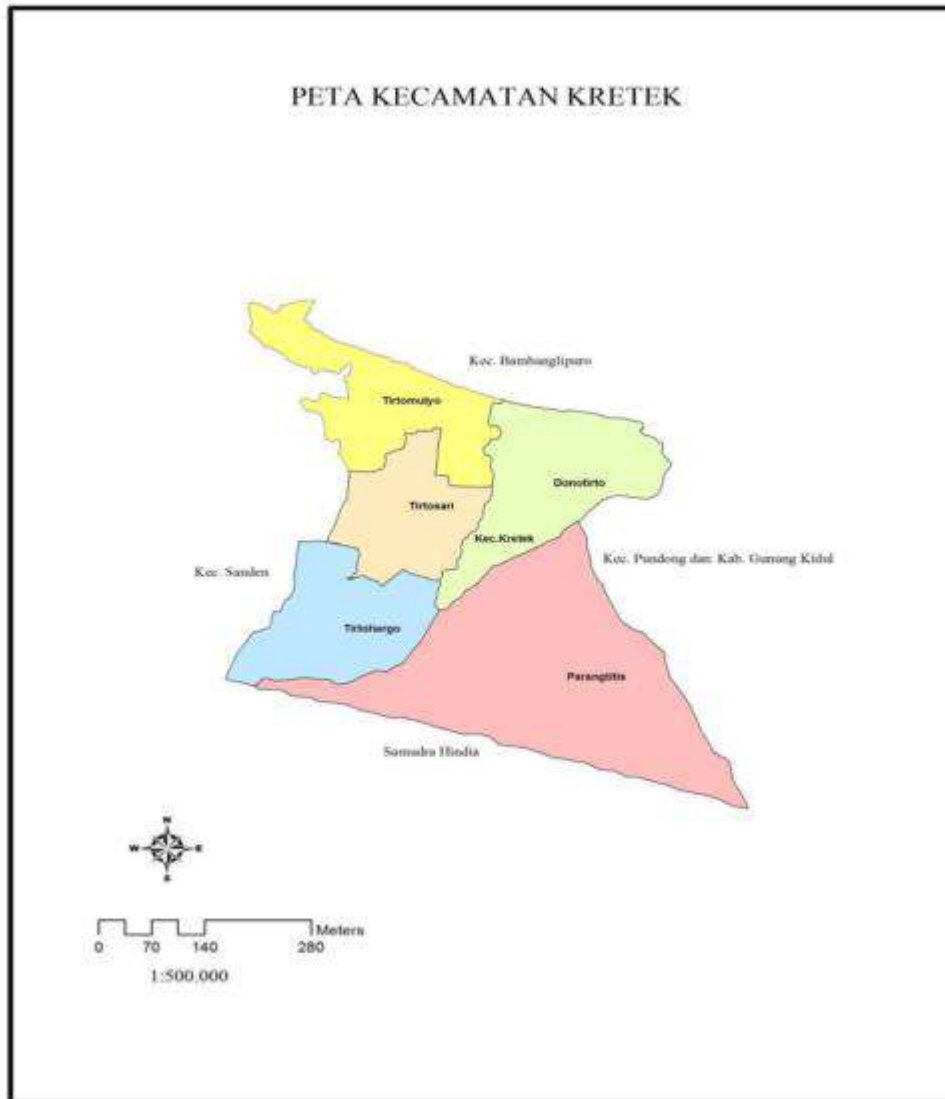 PETA KECAMATAN KRETEK
Kec. Bambanglipuro
Tirtomulyo
Donotirto
Tirtosari
Kec.Kretek
Kec. Pundong dan Kab. Gunung Kidul
Kec. Sanden
Tirtohargo
Parangtitis
Samudra Hindia
N
W E
S
Meters
0 70 140 280
1:500.000